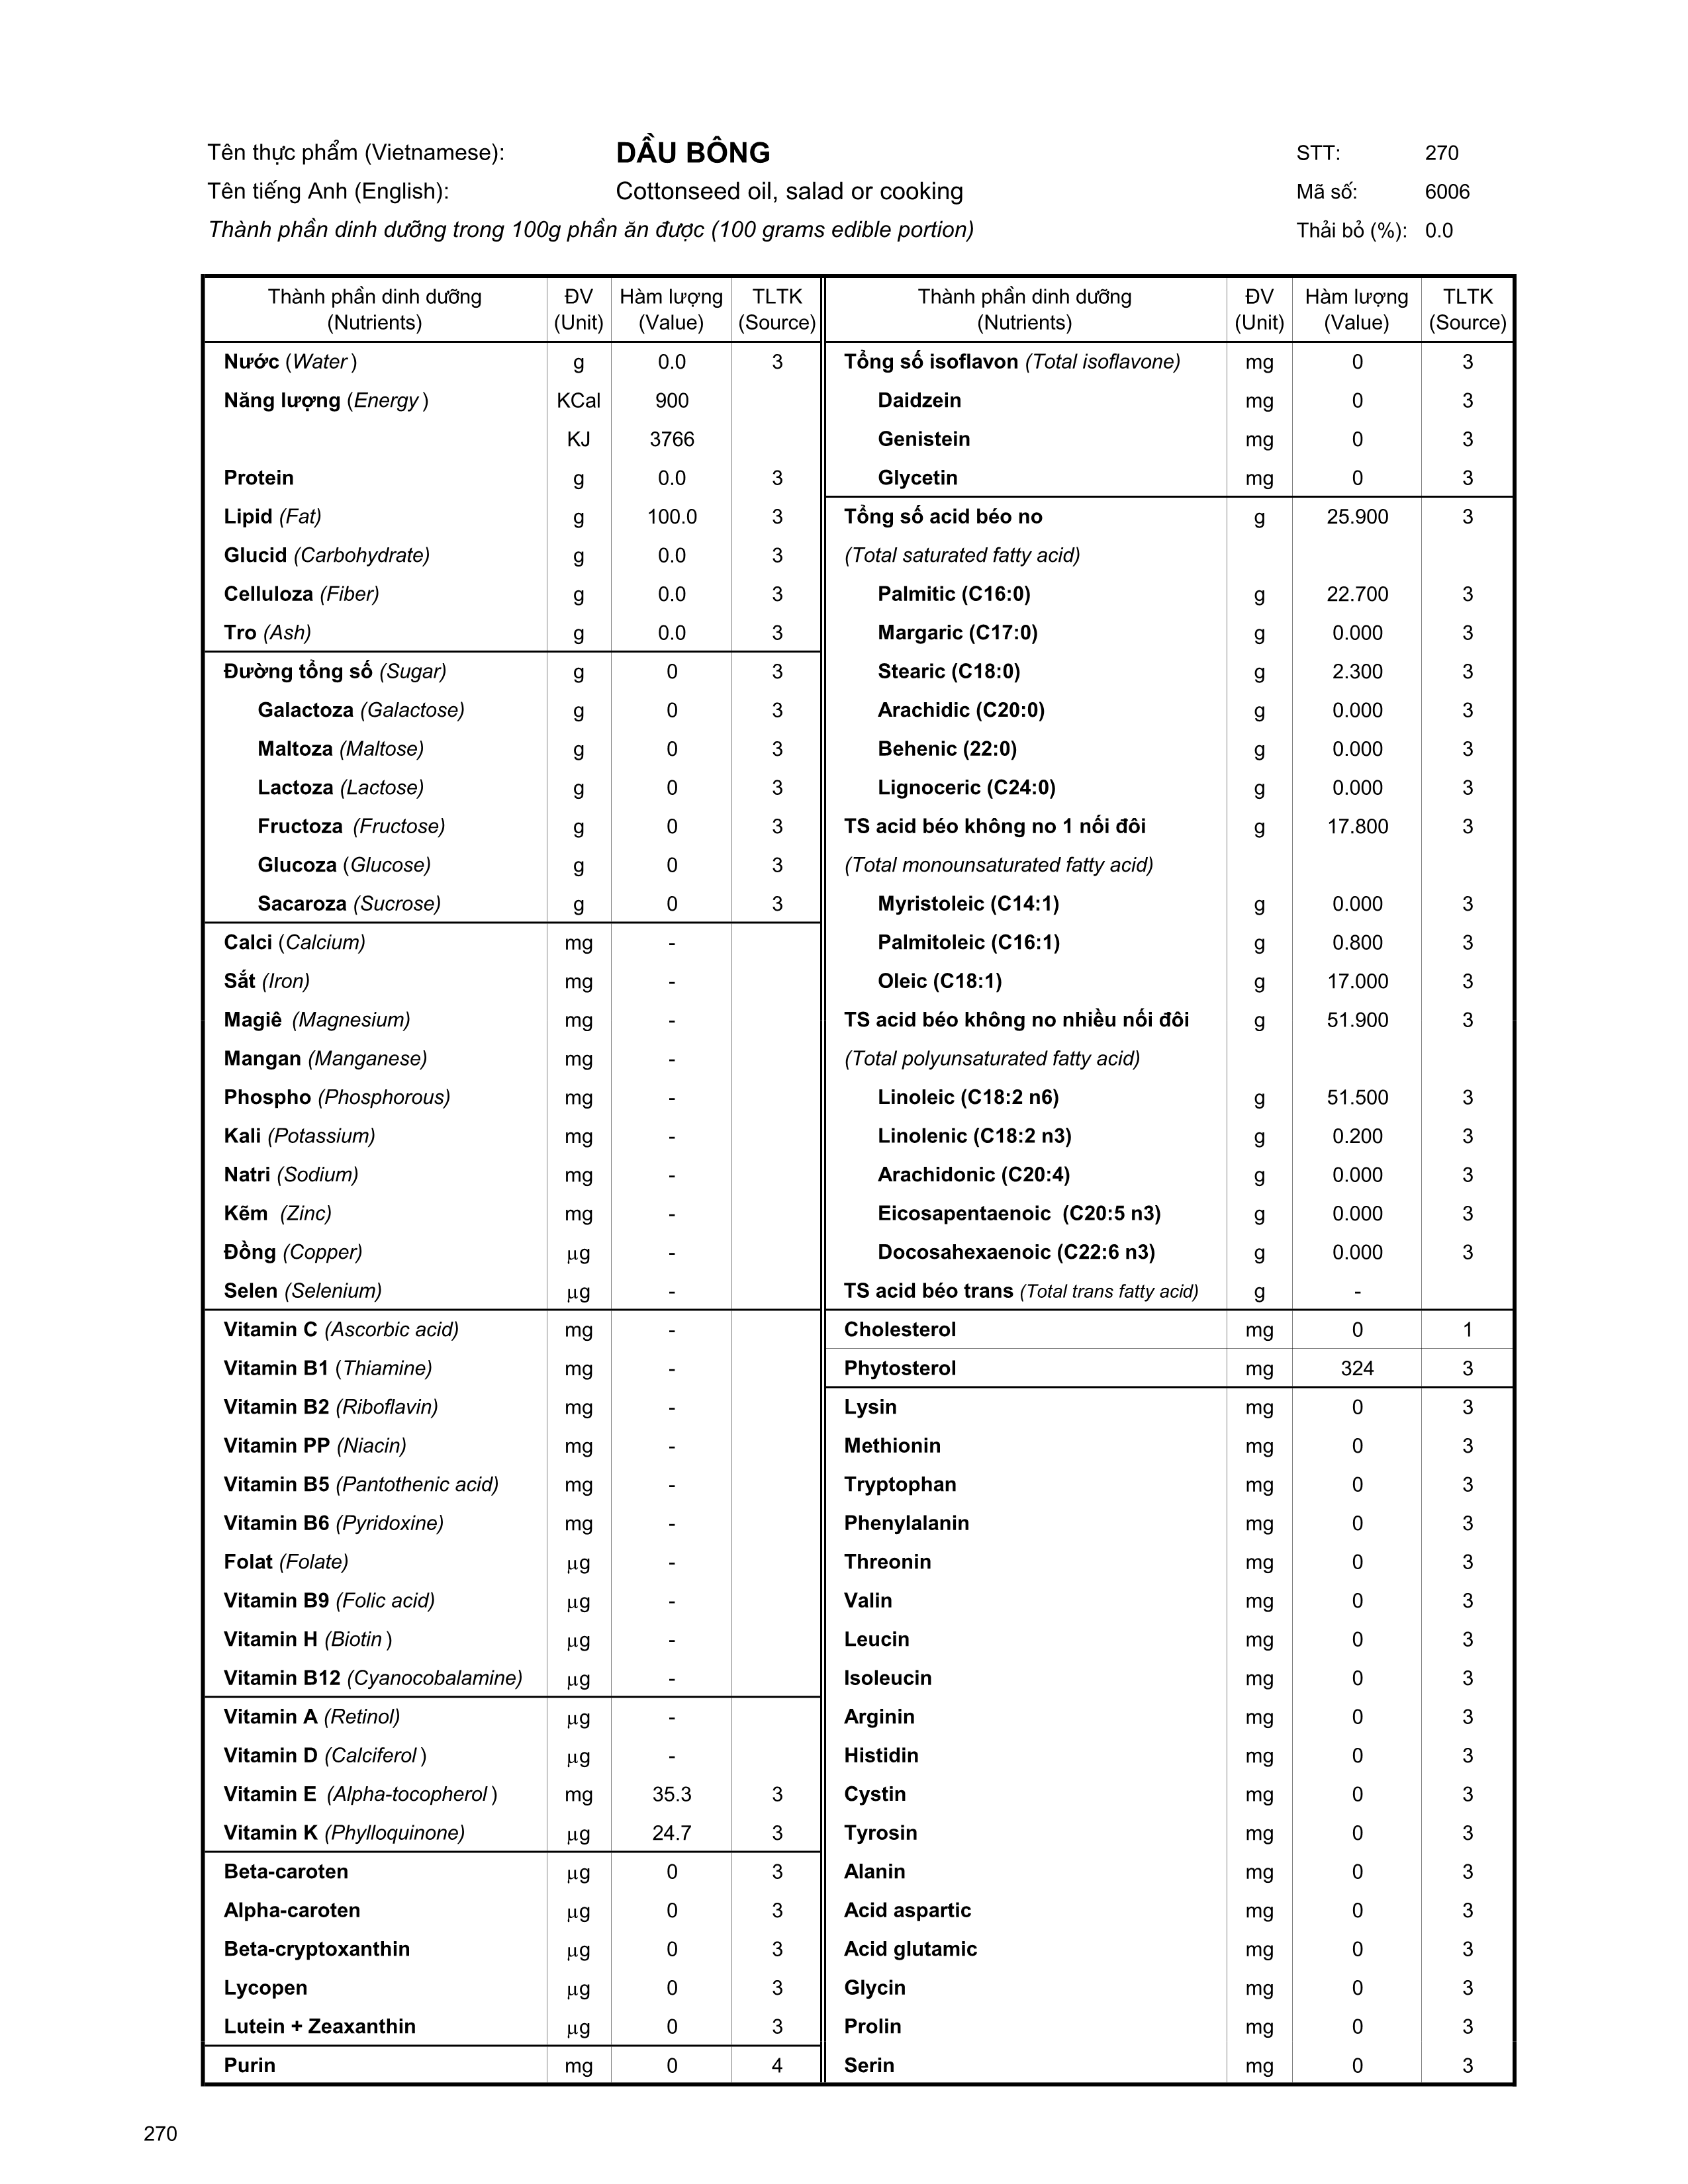 Tên thực phẩm (Vietnamese): DẦU BÔNG STT: 270
Tên tiếng Anh (English): Cottonseed oil, salad or cooking Mã số: 6006
Thành phần dinh dưỡng trong 100g phần ăn được (100 grams edible portion) Thải bỏ (%): 0.0
Thành phần dinh dưỡng ĐV Hàm lượng TLTK
(Nutrients) (Unit) (Value) (Source)
Nước (Water) g 0.0 3
Năng lượng (Energy) KCal 900
KJ 3766
Protein g 0.0 3
Lipid (Fat) g 100.0 3
Glucid (Carbohydrate) g 0.0 3
Celluloza (Fiber) g 0.0 3
Tro (Ash) g 0.0 3
Đường tổng số (Sugar) g 0 3
Galactoza (Galactose) g 0 3
Maltoza (Maltose) g 0 3
Lactoza (Lactose) g 0 3
Fructoza (Fructose) g 0 3
Glucoza (Glucose) g 0 3
Sacaroza (Sucrose) g 0 3
Calci (Calcium) mg -
Sắt (Iron) mg -
Magiê (Magnesium) mg -
Mangan (Manganese) mg -
Phospho (Phosphorous) mg -
Kali (Potassium) mg -
Natri (Sodium) mg -
Kẽm (Zinc) mg -
Đồng (Copper) μg -
Selen (Selenium) μg -
Vitamin C (Ascorbic acid) mg -
Vitamin B1 (Thiamine) mg -
Vitamin B2 (Riboflavin) mg -
Vitamin PP (Niacin) mg -
Vitamin B5 (Pantothenic acid) mg -
Vitamin B6 (Pyridoxine) mg -
Folat (Folate) μg -
Vitamin B9 (Folic acid) μg -
Vitamin H (Biotin) μg -
Vitamin B12 (Cyanocobalamine) μg -
Vitamin A (Retinol) μg -
Vitamin D (Calciferol) μg -
Vitamin E (Alpha-tocopherol) mg 35.3 3
Vitamin K (Phylloquinone) μg 24.7 3
Beta-caroten μg 0 3
Alpha-caroten μg 0 3
Beta-cryptoxanthin μg 0 3
Lycopen μg 0 3
Lutein + Zeaxanthin μg 0 3
Purin mg 0 4
Thành phần dinh dưỡng ĐV Hàm lượng TLTK
(Nutrients) (Unit) (Value) (Source)
Tổng số isoflavon (Total isoflavone) mg 0 3
Daidzein mg 0 3
Genistein mg 0 3
Glycetin mg 0 3
Tổng số acid béo no g 25.900 3
(Total saturated fatty acid)
Palmitic (C16:0) g 22.700 3
Margaric (C17:0) g 0.000 3
Stearic (C18:0) g 2.300 3
Arachidic (C20:0) g 0.000 3
Behenic (22:0) g 0.000 3
Lignoceric (C24:0) g 0.000 3
TS acid béo không no 1 nối đôi g 17.800 3
(Total monounsaturated fatty acid)
Myristoleic (C14:1) g 0.000 3
Palmitoleic (C16:1) g 0.800 3
Oleic (C18:1) g 17.000 3
TS acid béo không no nhiều nối đôi g 51.900 3
(Total polyunsaturated fatty acid)
Linoleic (C18:2 n6) g 51.500 3
Linolenic (C18:2 n3) g 0.200 3
Arachidonic (C20:4) g 0.000 3
Eicosapentaenoic (C20:5 n3) g 0.000 3
Docosahexaenoic (C22:6 n3) g 0.000 3
TS acid béo trans (Total trans fatty acid) g -
Cholesterol mg 0 1
Phytosterol mg 324 3
Lysin mg 0 3
Methionin mg 0 3
Tryptophan mg 0 3
Phenylalanin mg 0 3
Threonin mg 0 3
Valin mg 0 3
Leucin mg 0 3
Isoleucin mg 0 3
Arginin mg 0 3
Histidin mg 0 3
Cystin mg 0 3
Tyrosin mg 0 3
Alanin mg 0 3
Acid aspartic mg 0 3
Acid glutamic mg 0 3
Glycin mg 0 3
Prolin mg 0 3
Serin mg 0 3
270